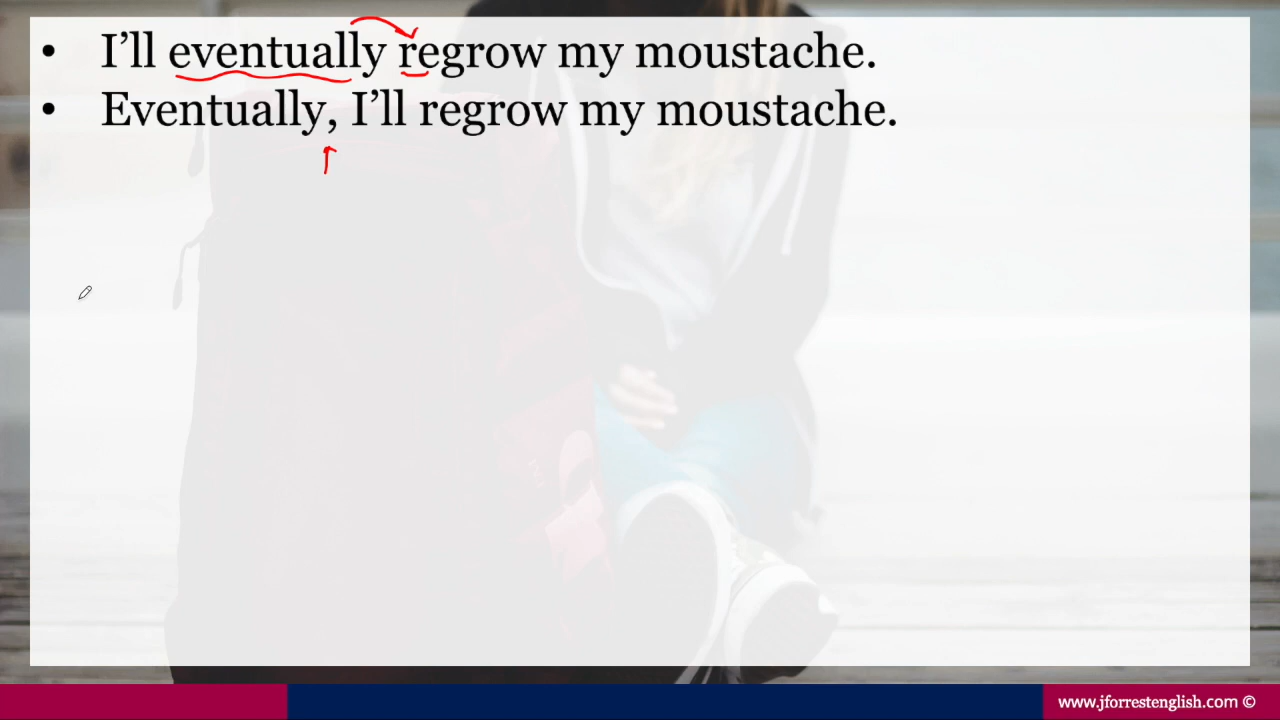 • I’ll eventually regrow my moustache.
• Eventually, I’ll regrow my moustache.
www.jforrestenglish.com ©